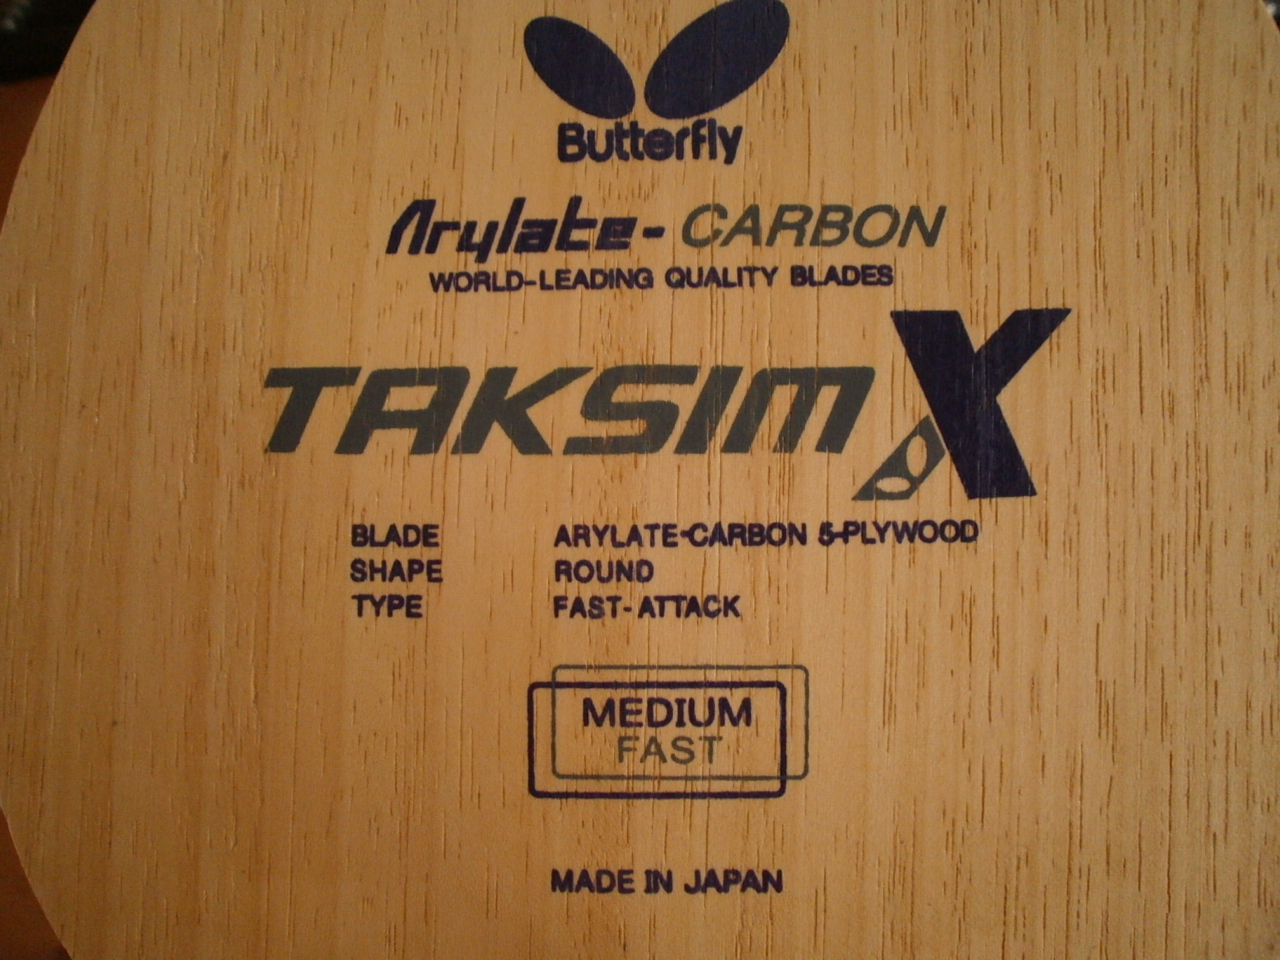 Butterfly
Arylate-CARBON
WORLD-LEADING QUALITY BLADES
TAKSIM X
BLADE ARYLATE-CARBON 5-PLYWOOD
SHAPE ROUND
TYPE FAST-ATTACK
MEDIUM
FAST
MADE IN JAPAN